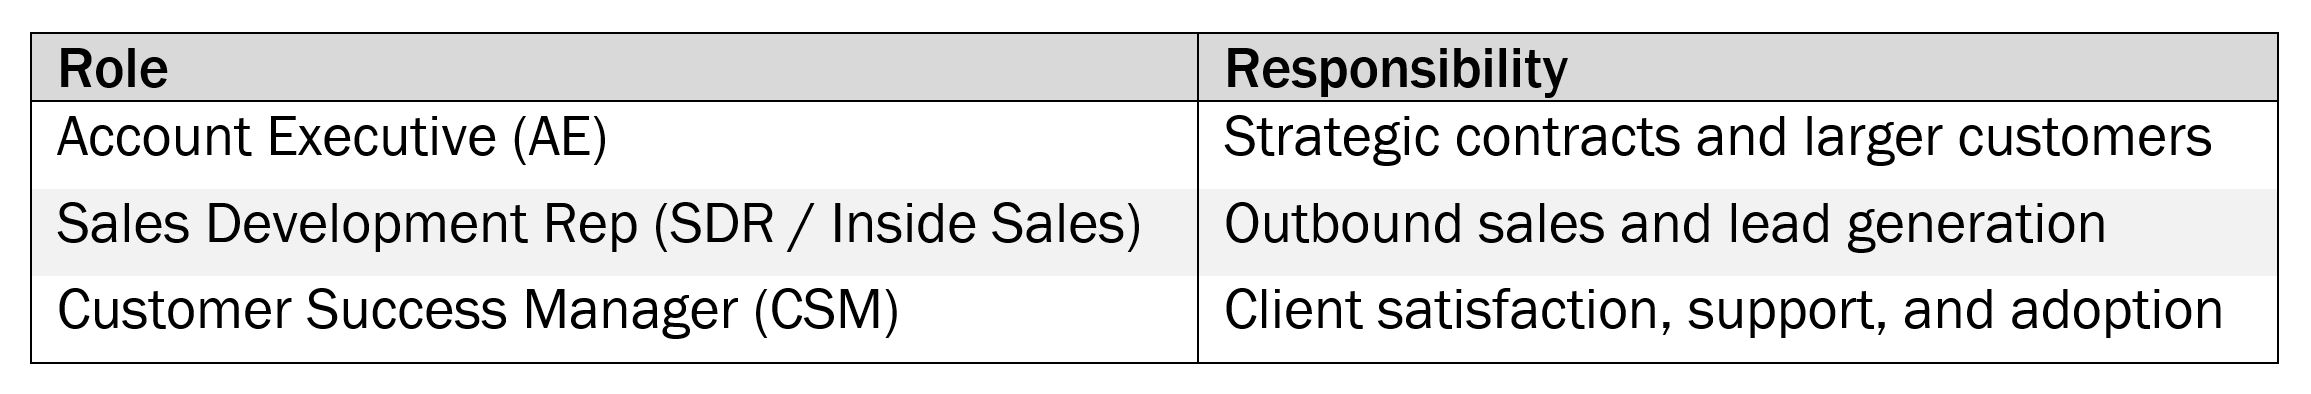 Role Responsibility
Account Executive (AE) Strategic contracts and larger customers
Sales Development Rep (SDR / Inside Sales) Outbound sales and lead generation
Customer Success Manager (CSM) Client satisfaction, support, and adoption